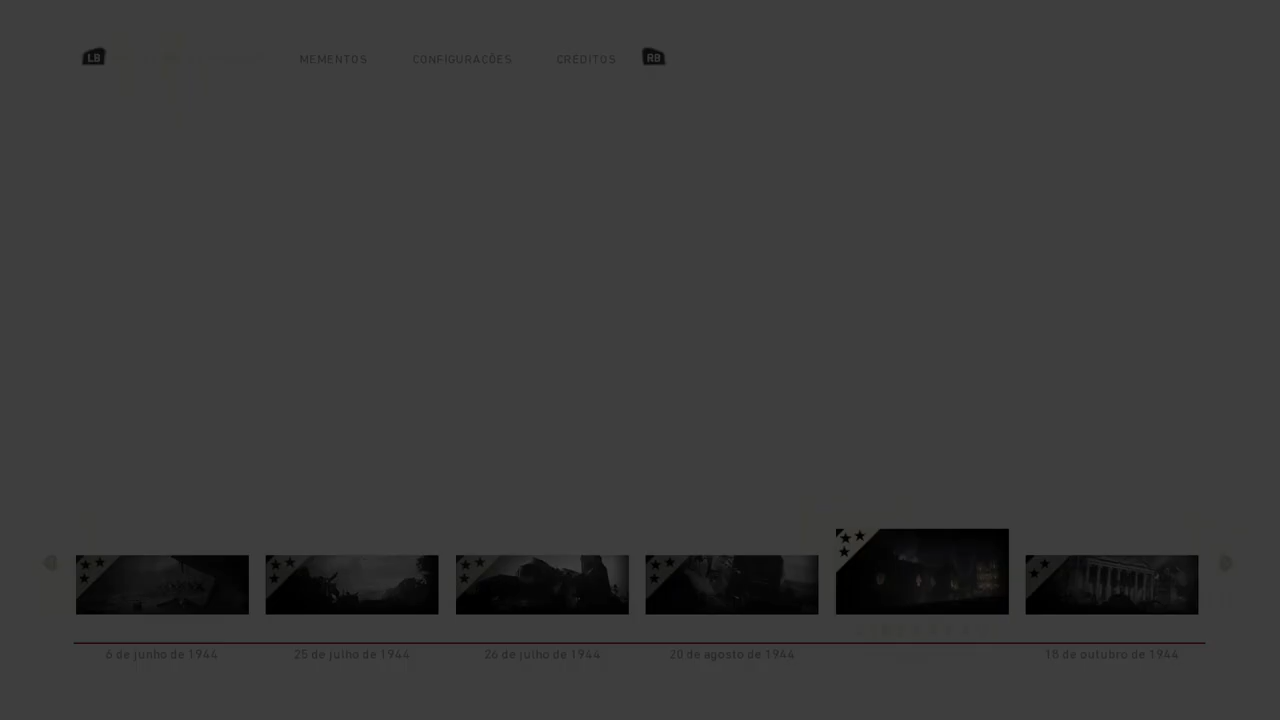 LB MEMENTOS CONFIGURAÇÕES CRÉDITOS RB
6 de junho de 1944 25 de julho de 1944 26 de julho de 1944 20 de agosto de 1944 18 de outubro de 1944